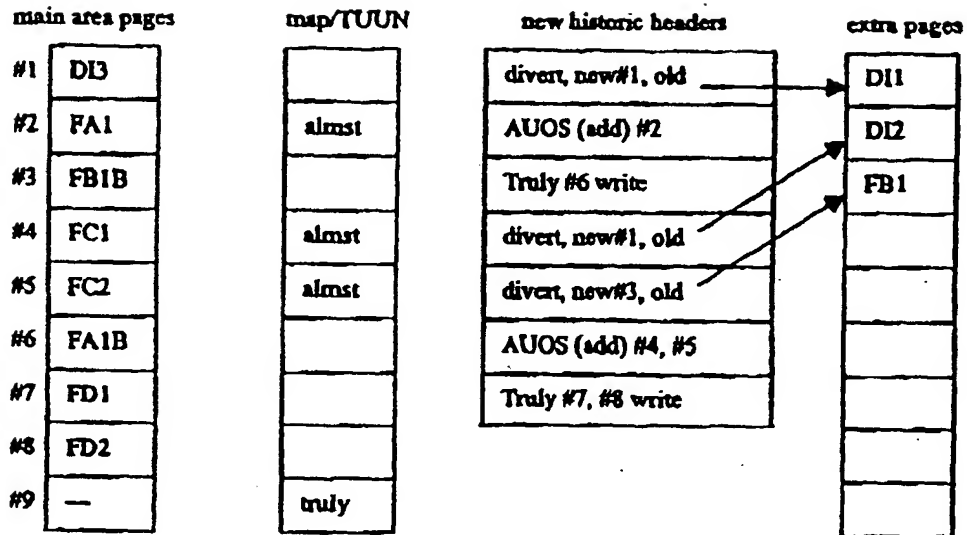 main area pages
map/TUUN
new historic headers
extra pages
#1 DI3 divert, new#1, old DI1
#2 FA1 almst AUOS (add) #2 DI2
#3 FB1B Truly #6 write FB1
#4 FC1 almst divert, new#1, old
#5 FC2 almst divert, new#3, old
#6 FA1B AUOS (add) #4, #5
#7 FD1 Truly #7, #8 write
#8 FD2
#9 — truly